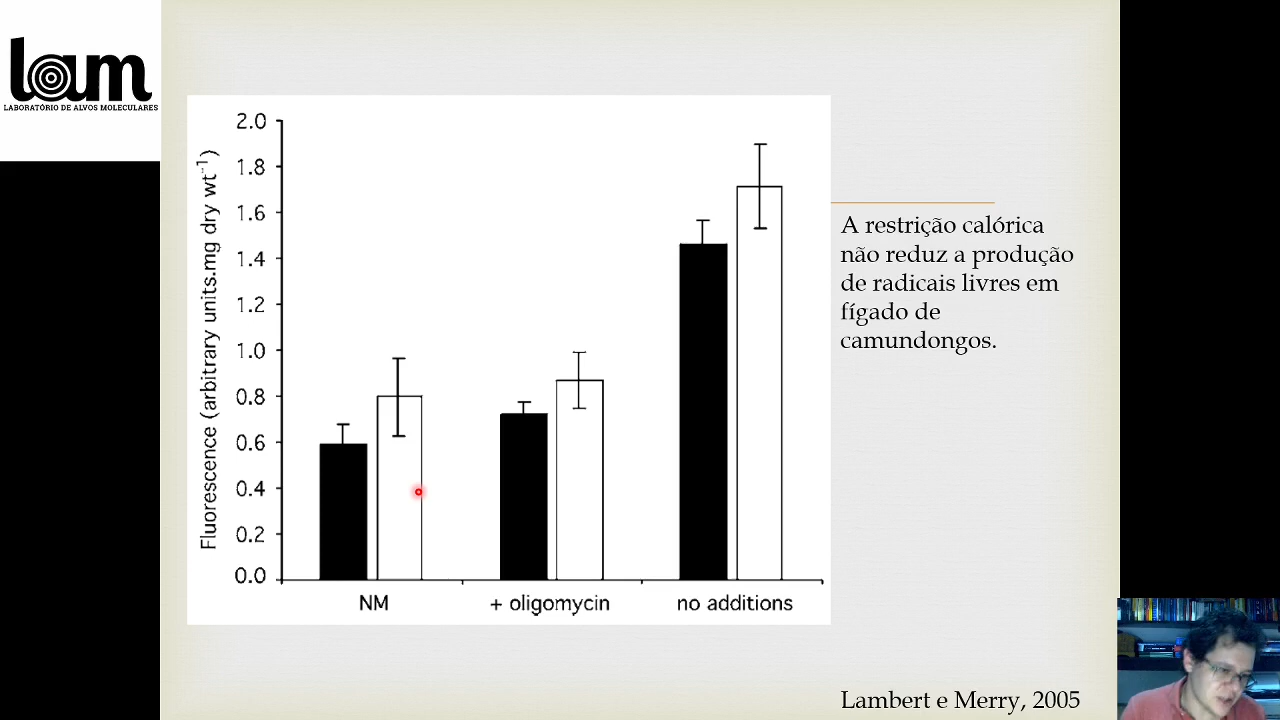 lam
LABORATÓRIO DE ALVOS MOLECULARES
Fluorescence (arbitrary units.mg dry wt⁻¹)
2.0
1.8
1.6
1.4
1.2
1.0
0.8
0.6
0.4
0.2
0.0
NM
+ oligomycin
no additions
A restrição calórica
não reduz a produção
de radicais livres em
fígado de
camundongos.
Lambert e Merry, 2005